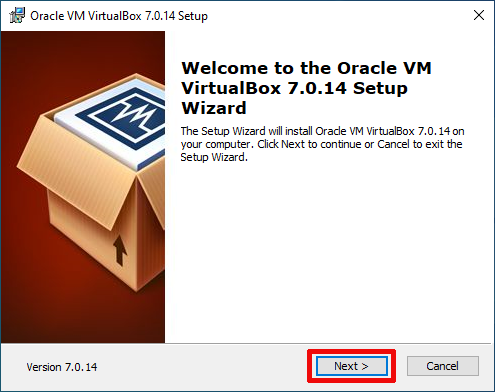 Oracle VM VirtualBox 7.0.14 Setup
Welcome to the Oracle VM
VirtualBox 7.0.14 Setup
Wizard
The Setup Wizard will install Oracle VM VirtualBox 7.0.14 on
your computer. Click Next to continue or Cancel to exit the
Setup Wizard.
Version 7.0.14
Next >
Cancel